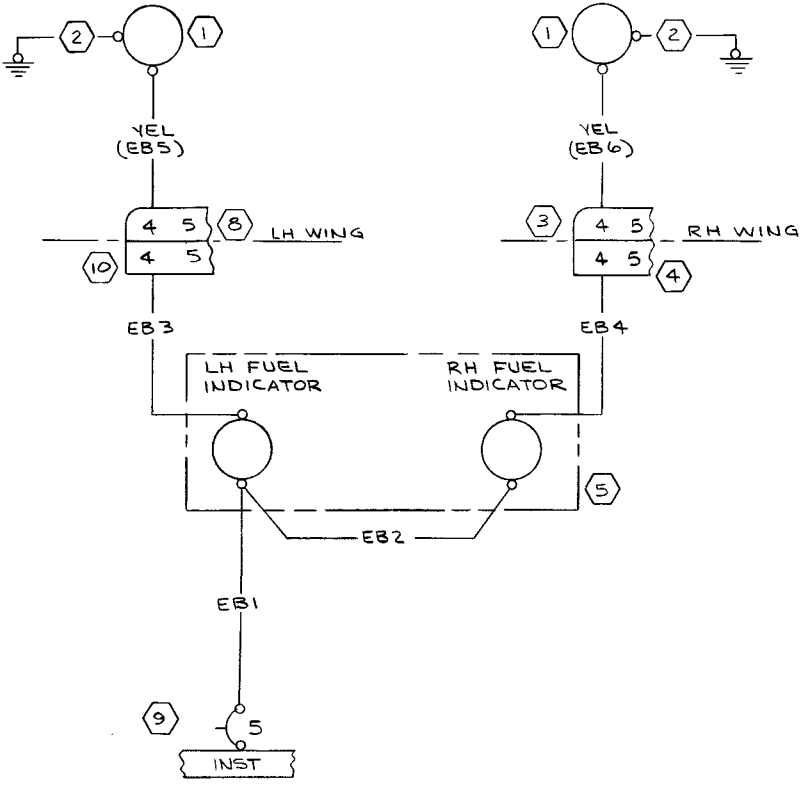 2 1 1 2
YEL
(EB5)
YEL
(EB6)
4 5 8 LH WING
10 4 5
3 4 5 RH WING
4 5 4
EB3
EB4
LH FUEL
INDICATOR
RH FUEL
INDICATOR
5
EB2
EB1
9 5
INST